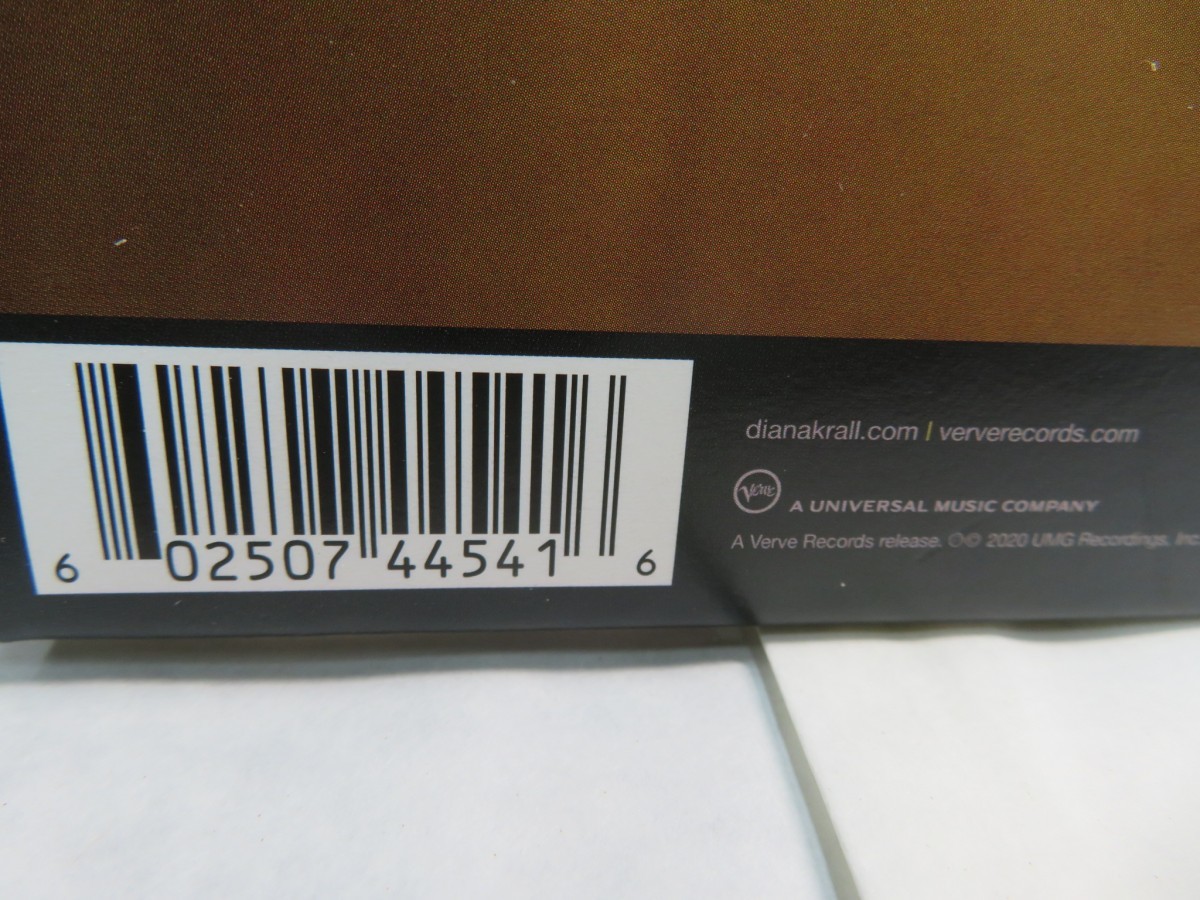 dianakrall.com | ververecords.com
Verve
A UNIVERSAL MUSIC COMPANY
A Verve Records release. ℗© 2020 UMG Recordings, Inc
6 02507 44541 6